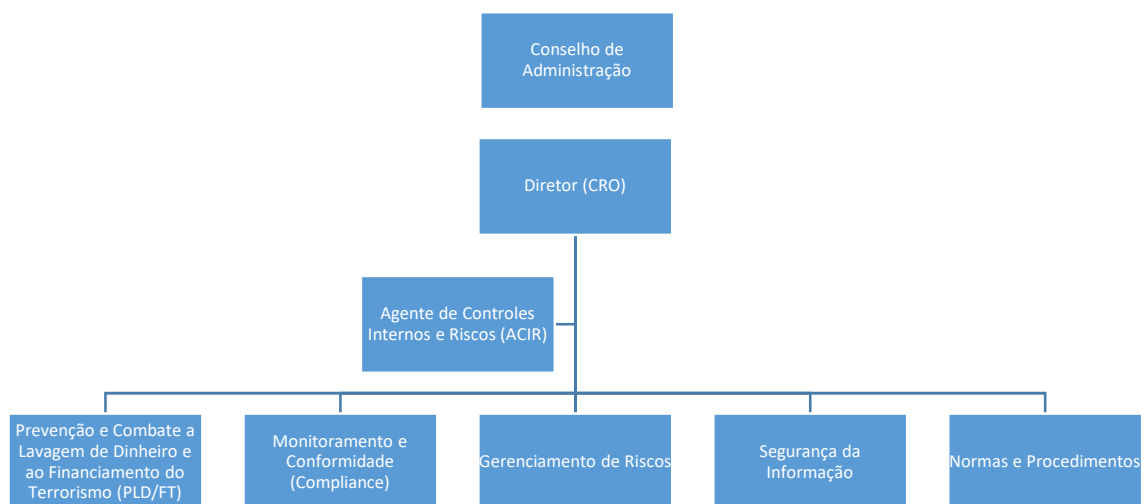 Conselho de
Administração
Diretor (CRO)
Agente de Controles
Internos e Riscos (ACIR)
Prevenção e Combate a
Lavagem de Dinheiro e
ao Financiamento do
Terrorismo (PLD/FT)
Monitoramento e
Conformidade
(Compliance)
Gerenciamento de Riscos
Segurança da
Informação
Normas e Procedimentos